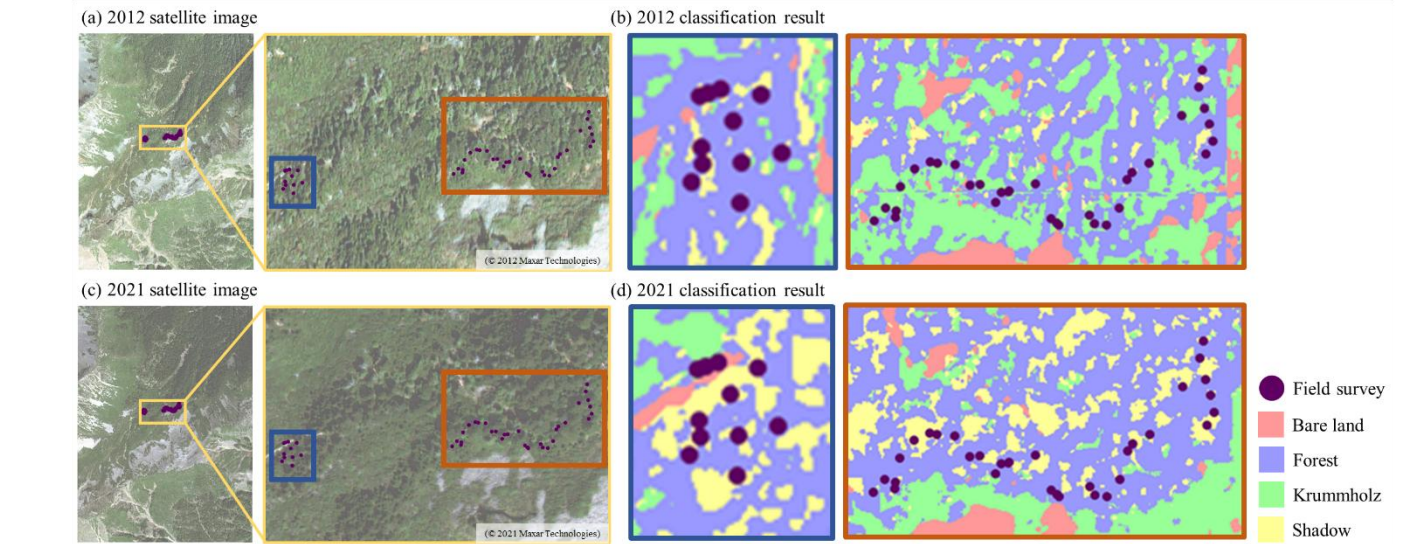 (a) 2012 satellite image
(b) 2012 classification result
(© 2012 Maxar Technologies)
(c) 2021 satellite image
(d) 2021 classification result
(© 2021 Maxar Technologies)
Field survey
Bare land
Forest
Krummholz
Shadow